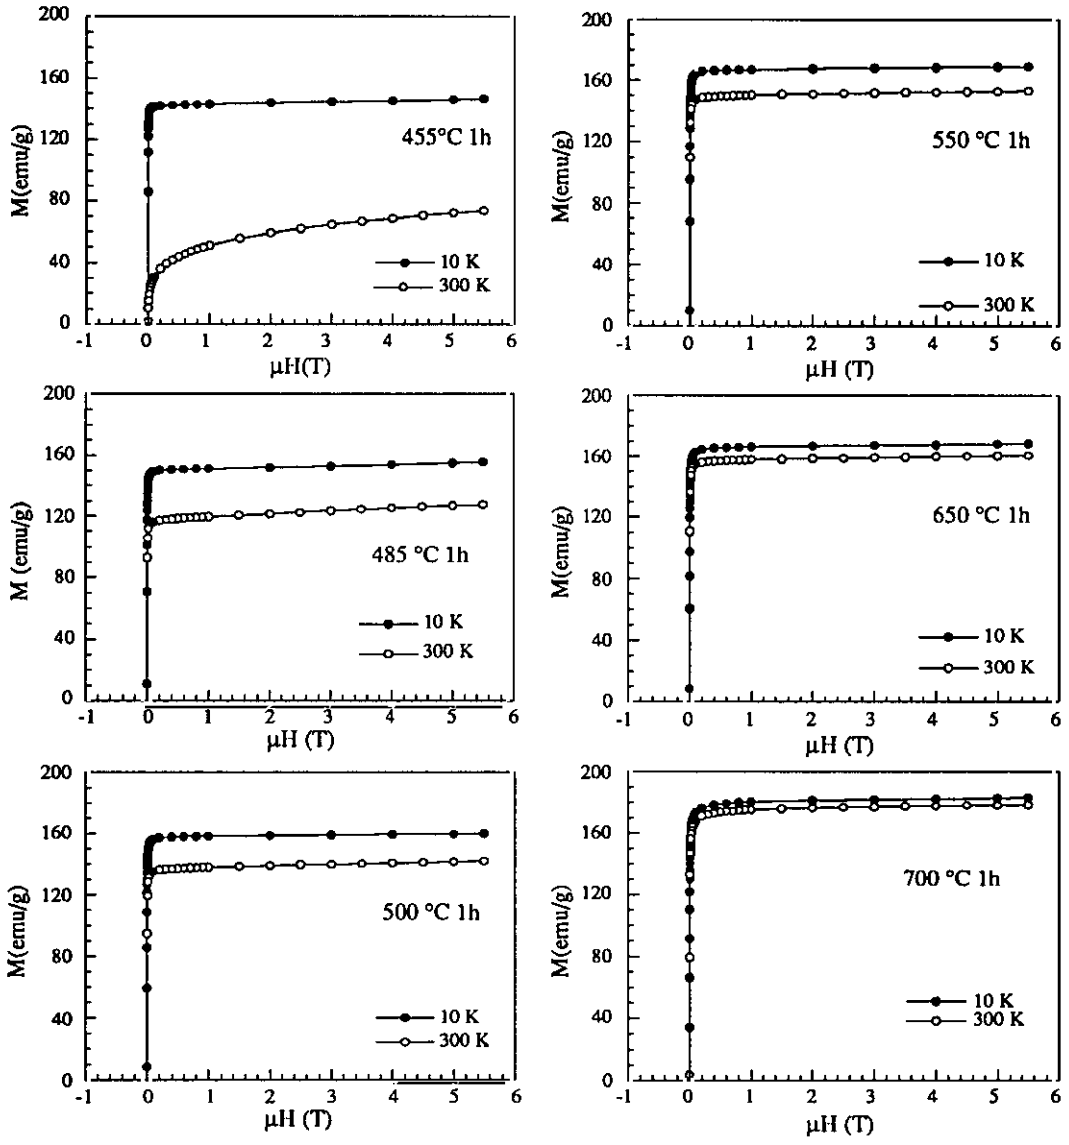 200
160
120
80
40
0
M(emu/g)
455°C 1h
10 K
300 K
-1 0 1 2 3 4 5 6
μH(T)
200
160
120
80
40
0
M(emu/g)
550 °C 1h
10 K
300 K
-1 0 1 2 3 4 5 6
μH (T)
200
160
120
80
40
0
M (emu/g)
485 °C 1h
10 K
300 K
-1 0 1 2 3 4 5 6
μH (T)
200
160
120
80
40
0
M(emu/g)
650 °C 1h
10 K
300 K
-1 0 1 2 3 4 5 6
μH (T)
200
160
120
80
40
0
M(emu/g)
500 °C 1h
10 K
300 K
-1 0 1 2 3 4 5 6
μH (T)
200
160
120
80
40
0
M(emu/g)
700 °C 1h
10 K
300 K
-1 0 1 2 3 4 5 6
μH (T)